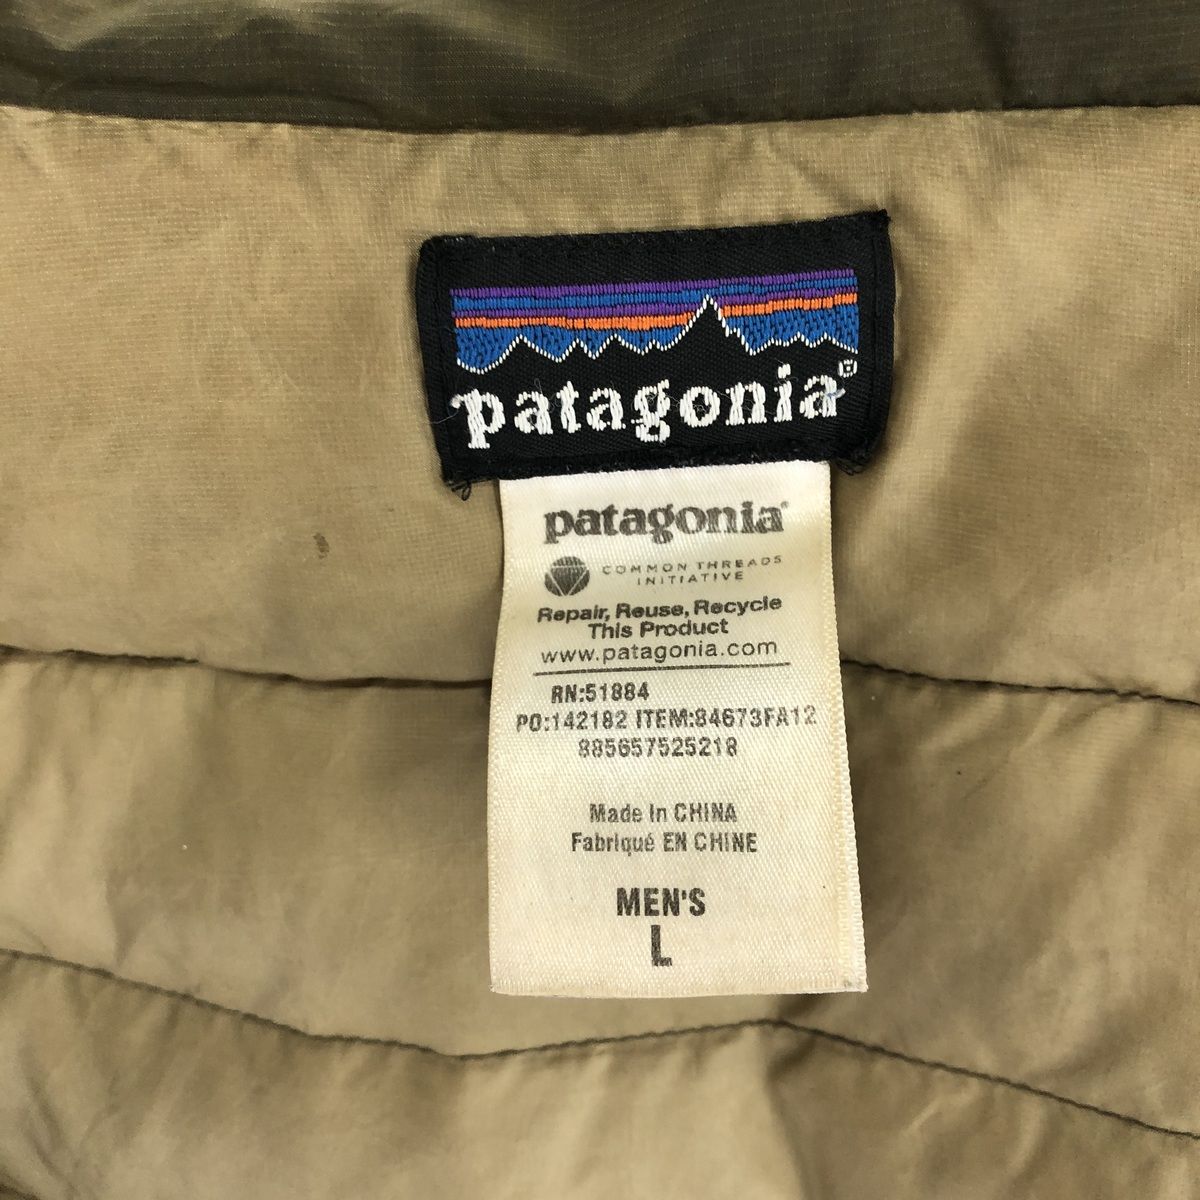 patagonia®
patagonia®
COMMON THREADS
INITIATIVE
Repair, Reuse, Recycle
This Product
www.patagonia.com
RN:51884
PO:142182 ITEM:84673FA12
885657525218
Made in CHINA
Fabriqué EN CHINE
MEN'S
L